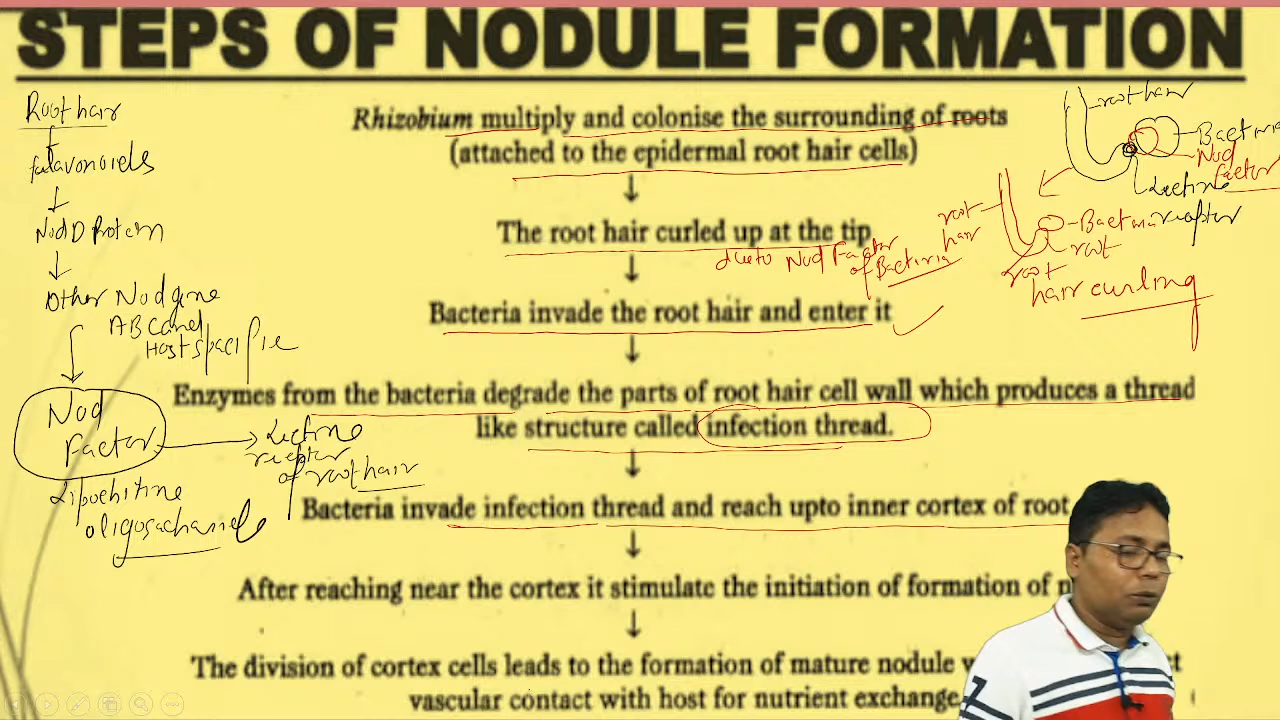 STEPS OF NODULE FORMATION
Rhizobium multiply and colonise the surrounding of roots
(attached to the epidermal root hair cells)
↓
The root hair curled up at the tip
due to Nod Factor
of Bacteria
↓
Bacteria invade the root hair and enter it
↓
Enzymes from the bacteria degrade the parts of root hair cell wall which produces a thread
like structure called infection thread.
↓
Bacteria invade infection thread and reach upto inner cortex of root
↓
After reaching near the cortex it stimulate the initiation of formation of
↓
The division of cortex cells leads to the formation of mature nodule
vascular contact with host for nutrient exchange.
Root hair
↓
↓
Nod D Protein
↓
Other Nod gene
ABC and
Host specific
Nod
Factor
Lectine
receptor
of root hair
root hair
Nod
factor
Lectine
receptor
root
hair
root
root
hair curling